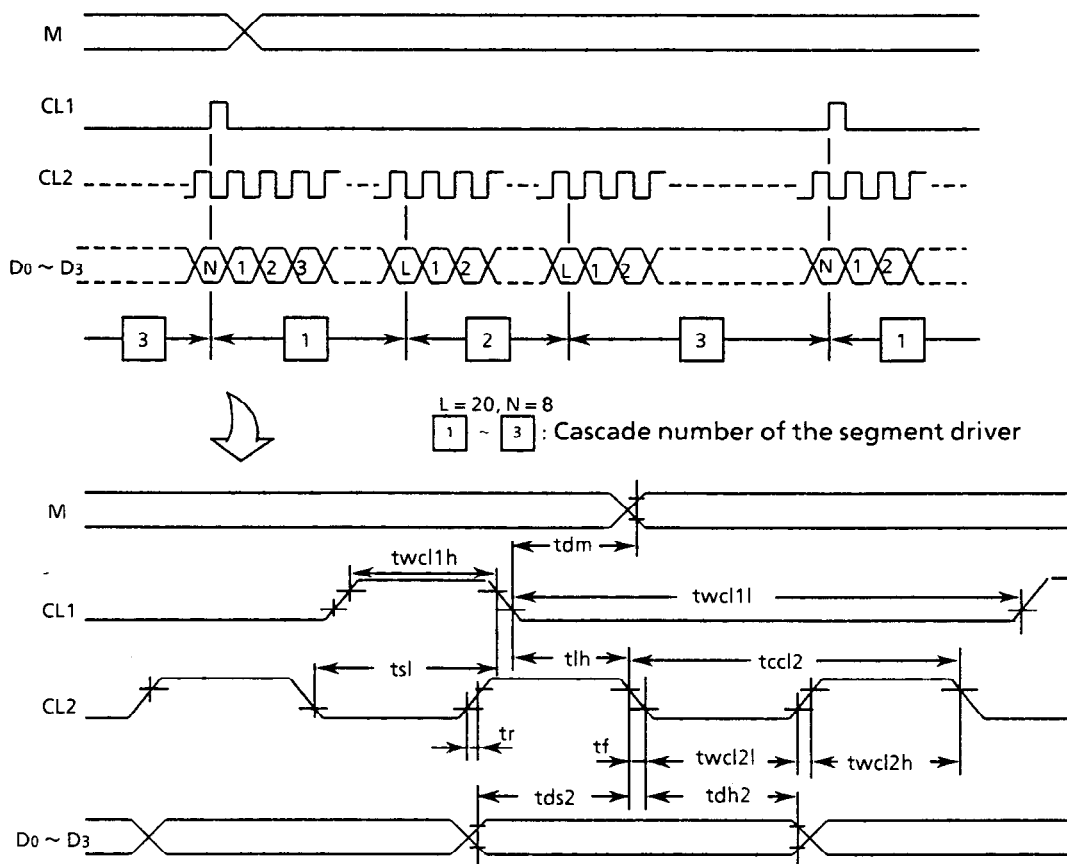 M
CL1
CL2
D0 ~ D3
N 1 2 3 L 1 2 L 1 2 N 1 2
3 1 2 3 1
L = 20, N = 8
1 ~ 3 : Cascade number of the segment driver
M
tdm
twcl1h
twcl1l
CL1
tsl tlh tccl2
CL2
tr tf twcl2l twcl2h
tds2 tdh2
D0 ~ D3